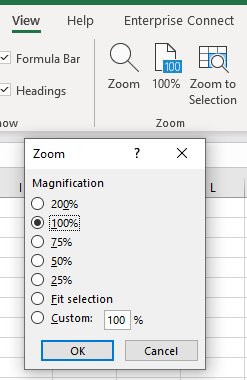 View Help Enterprise Connect
Formula Bar
Headings
100
Zoom 100% Zoom to
Selection
ow Zoom
Zoom ? ×
Magnification
200%
100%
75%
50%
25%
Fit selection
Custom: 100 %
OK Cancel
I L